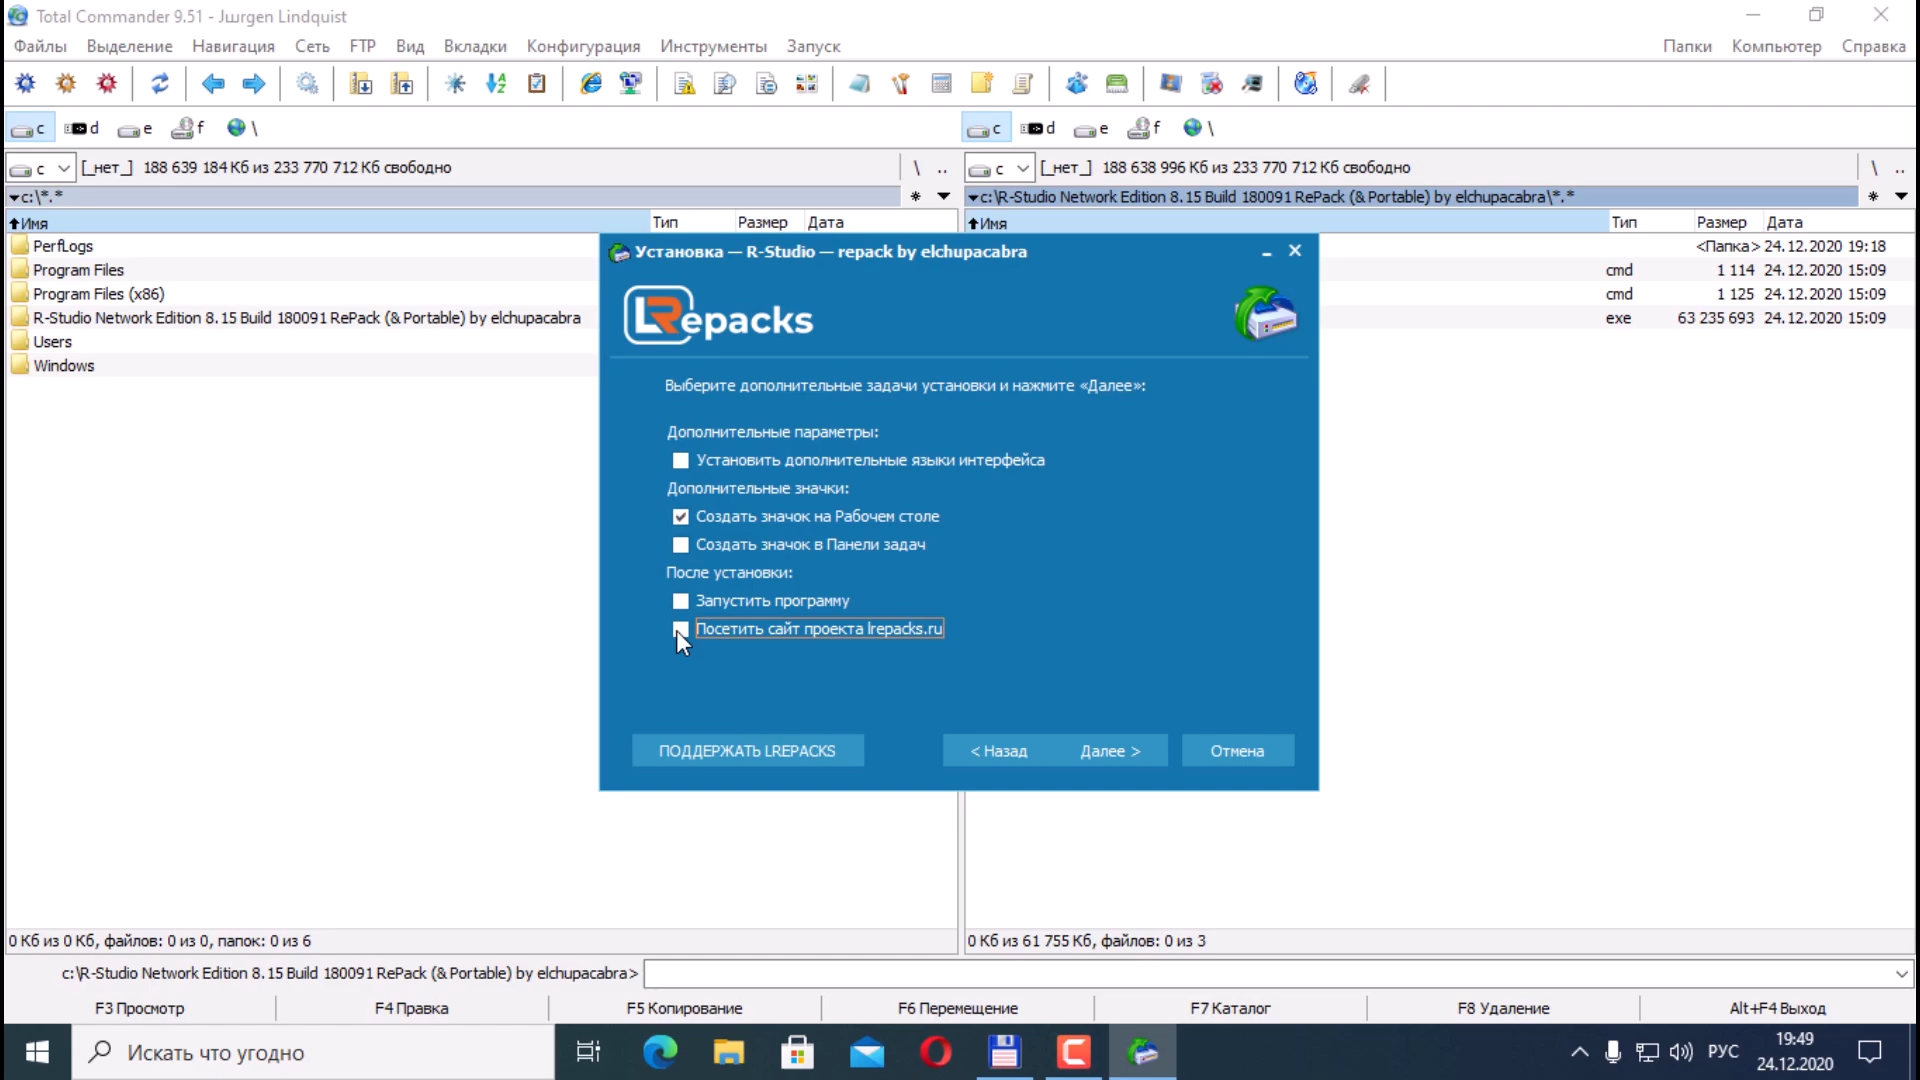 Total Commander 9.51 - Jurgen Lindquist
Файлы Выделение Навигация Сеть FTP Вид Вкладки Конфигурация Инструменты Запуск Папки Компьютер Справка
c d e f \
c d e f \
c [_нет_] 188 639 184 Кб из 233 770 712 Кб свободно \ ..
c [_нет_] 188 638 996 Кб из 233 770 712 Кб свободно \ ..
c:\*.* *
c:\R-Studio Network Edition 8.15 Build 180091 RePack (& Portable) by elchupacabra\*.* *
Имя Тип Размер Дата
PerfLogs
Program Files
Program Files (x86)
R-Studio Network Edition 8.15 Build 180091 RePack (& Portable) by elchupacabra
Users
Windows
Имя Тип Размер Дата
<Папка> 24.12.2020 19:18
cmd 1 114 24.12.2020 15:09
cmd 1 125 24.12.2020 15:09
exe 63 235 693 24.12.2020 15:09
Установка — R-Studio — repack by elchupacabra
LRepacks
Выберите дополнительные задачи установки и нажмите «Далее»:
Дополнительные параметры:
Установить дополнительные языки интерфейса
Дополнительные значки:
Создать значок на Рабочем столе
Создать значок в Панели задач
После установки:
Запустить программу
Посетить сайт проекта lrepacks.ru
ПОДДЕРЖАТЬ LREPACKS < Назад Далее > Отмена
0 Кб из 0 Кб, файлов: 0 из 0, папок: 0 из 6
0 Кб из 61 755 Кб, файлов: 0 из 3
c:\R-Studio Network Edition 8.15 Build 180091 RePack (& Portable) by elchupacabra>
F3 Просмотр F4 Правка F5 Копирование F6 Перемещение F7 Каталог F8 Удаление Alt+F4 Выход
Искать что угодно
РУС
19:49
24.12.2020